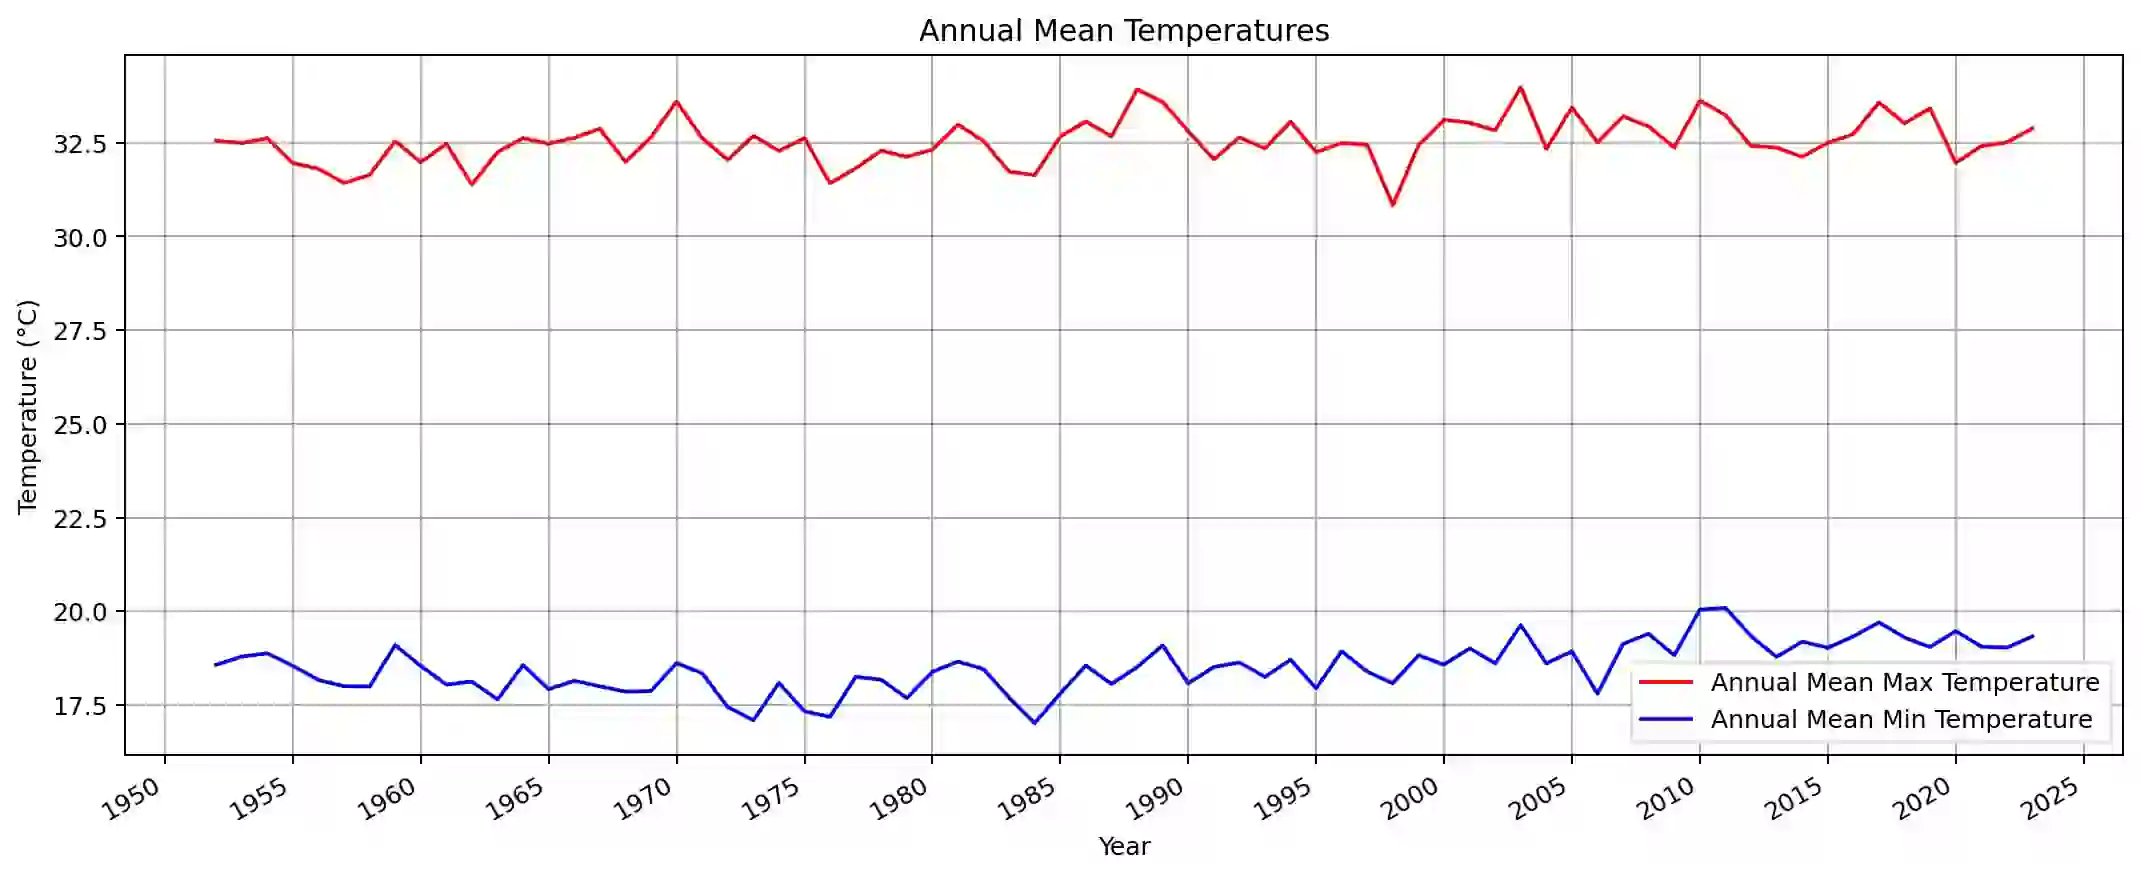 Annual Mean Temperatures
Temperature (°C)
32.5
30.0
27.5
25.0
22.5
20.0
17.5
Annual Mean Max Temperature
Annual Mean Min Temperature
1950 1955 1960 1965 1970 1975 1980 1985 1990 1995 2000 2005 2010 2015 2020 2025
Year